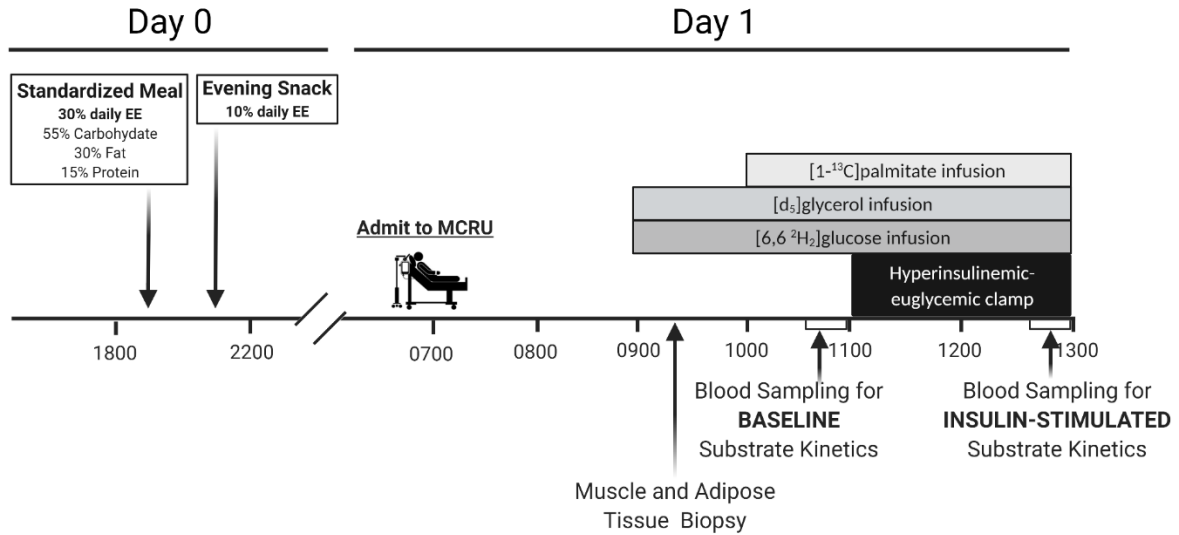 Day 0
Day 1
Standardized Meal
30% daily EE
55% Carbohydate
30% Fat
15% Protein
Evening Snack
10% daily EE
Admit to MCRU
[1-¹³C]palmitate infusion
[d₅]glycerol infusion
[6,6 ²H₂]glucose infusion
Hyperinsulinemic-
euglycemic clamp
1800
2200
0700
0800
0900
1000
1100
1200
1300
Blood Sampling for
BASELINE
Substrate Kinetics
Blood Sampling for
INSULIN-STIMULATED
Substrate Kinetics
Muscle and Adipose
Tissue Biopsy